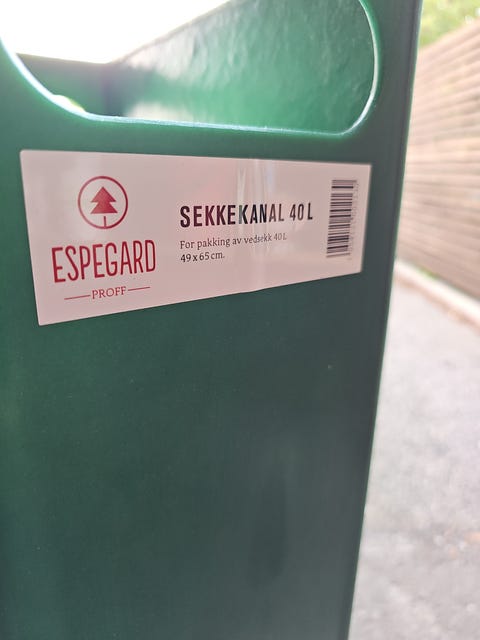 ESPEGARD
PROFF
SEKKEKANAL 40 L
For pakking av vedsekk 40 L
49 x 65 cm.